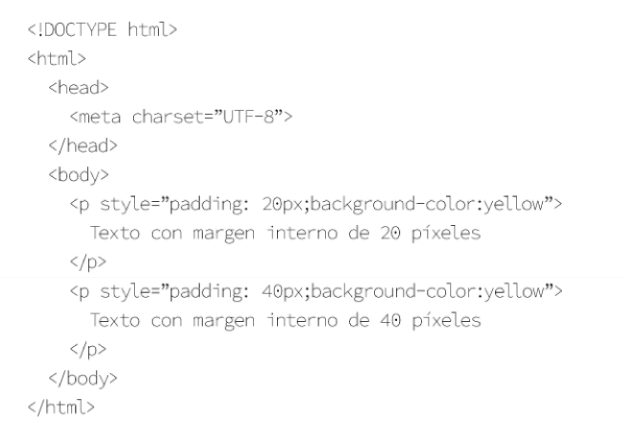 <!DOCTYPE html>
<html>
<head>
<meta charset=”UTF-8”>
</head>
<body>
<p style=”padding: 20px;background-color:yellow”>
Texto con margen interno de 20 píxeles
</p>
<p style=”padding: 40px;background-color:yellow”>
Texto con margen interno de 40 píxeles
</p>
</body>
</html>